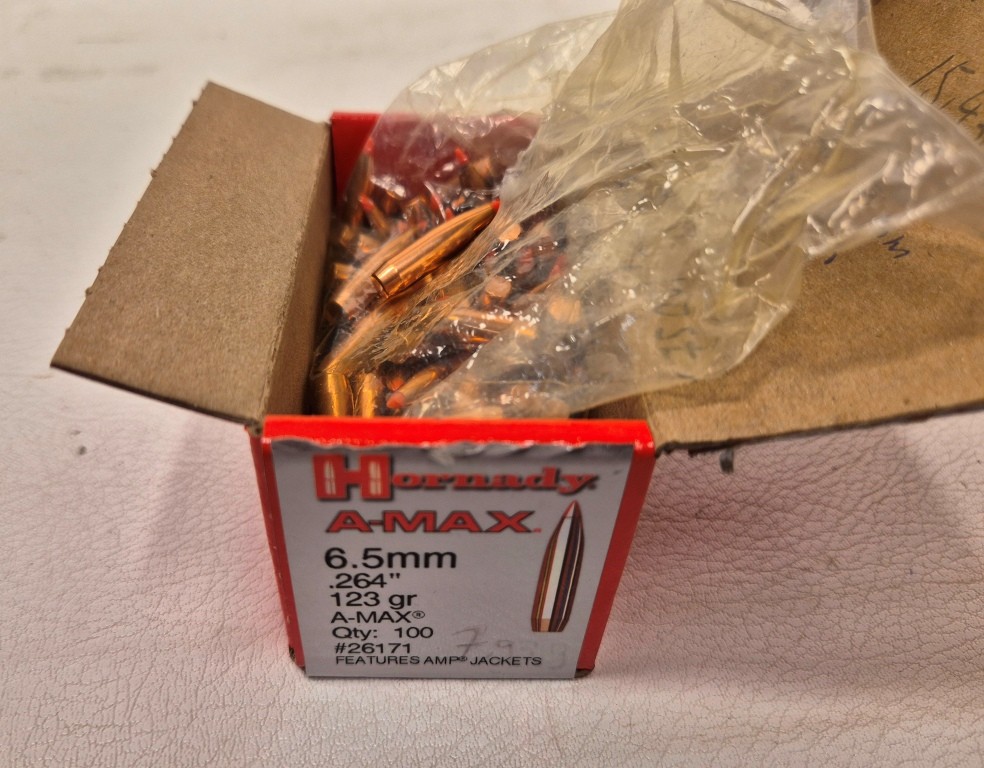 Hornady
A-MAX
6.5mm
.264"
123 gr
A-MAX®
Qty: 100
#26171
FEATURES AMP® JACKETS